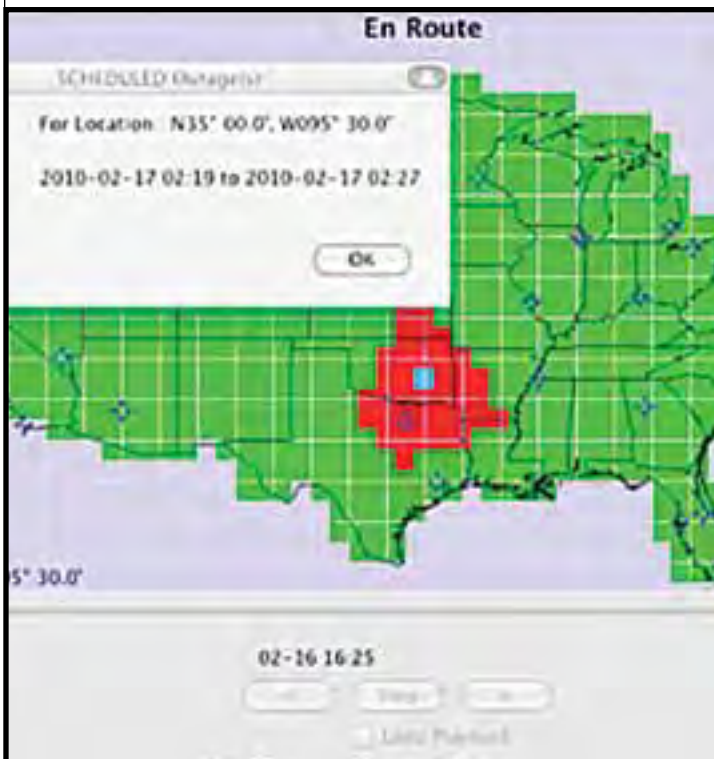 En Route
SCHEDULED Outage(s)
For Location: N35° 60.0', W095° 30.0'
2010-02-17 02:19 to 2010-02-17 02:27
OK
5° 30.0'
02-16 16:25